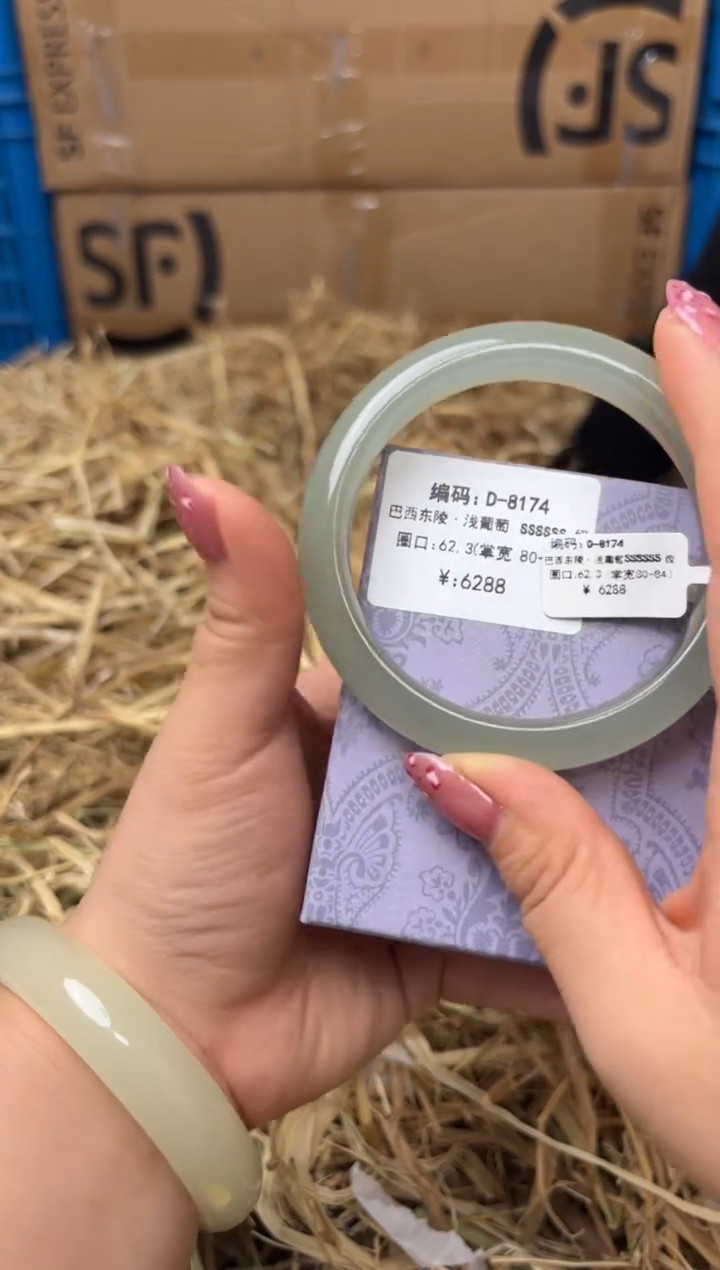 SF EXPRESS
SF
SF
编码: D-8174
巴西东陵·浅葡萄 SSSSSS 级
圈口:62.3(掌宽 80-
¥:6288
编码: D-8174
巴西东陵·浅葡萄SSSSSS 级
圈口:62.3 (掌宽80-84)
¥ 6288